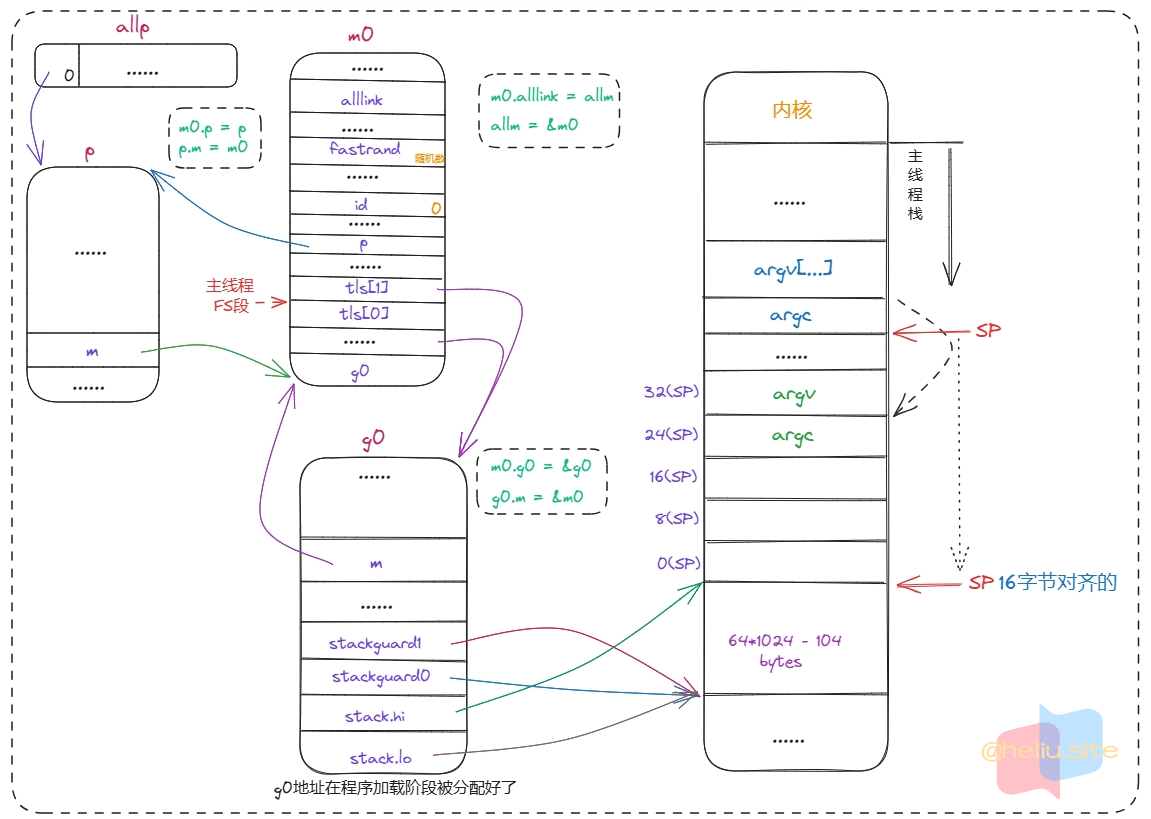 allp
0
......
m0.p = p
p.m = m0
p
......
m
......
m0
......
alllink
......
fastrand
随机数
......
id
0
......
p
......
tls[1]
tls[0]
......
g0
主线程
FS段
m0.alllink = allm
allm = &m0
g0
......
m
......
stackguard1
stackguard0
stack.hi
stack.lo
m0.g0 = &g0
g0.m = &m0
g0地址在程序加载阶段被分配好了
内核
......
argv[...]
argc
......
argv
argc
32(SP)
24(SP)
16(SP)
8(SP)
0(SP)
64*1024 - 104
bytes
......
主
线
程
栈
SP
SP 16字节对齐的
@heliu.site